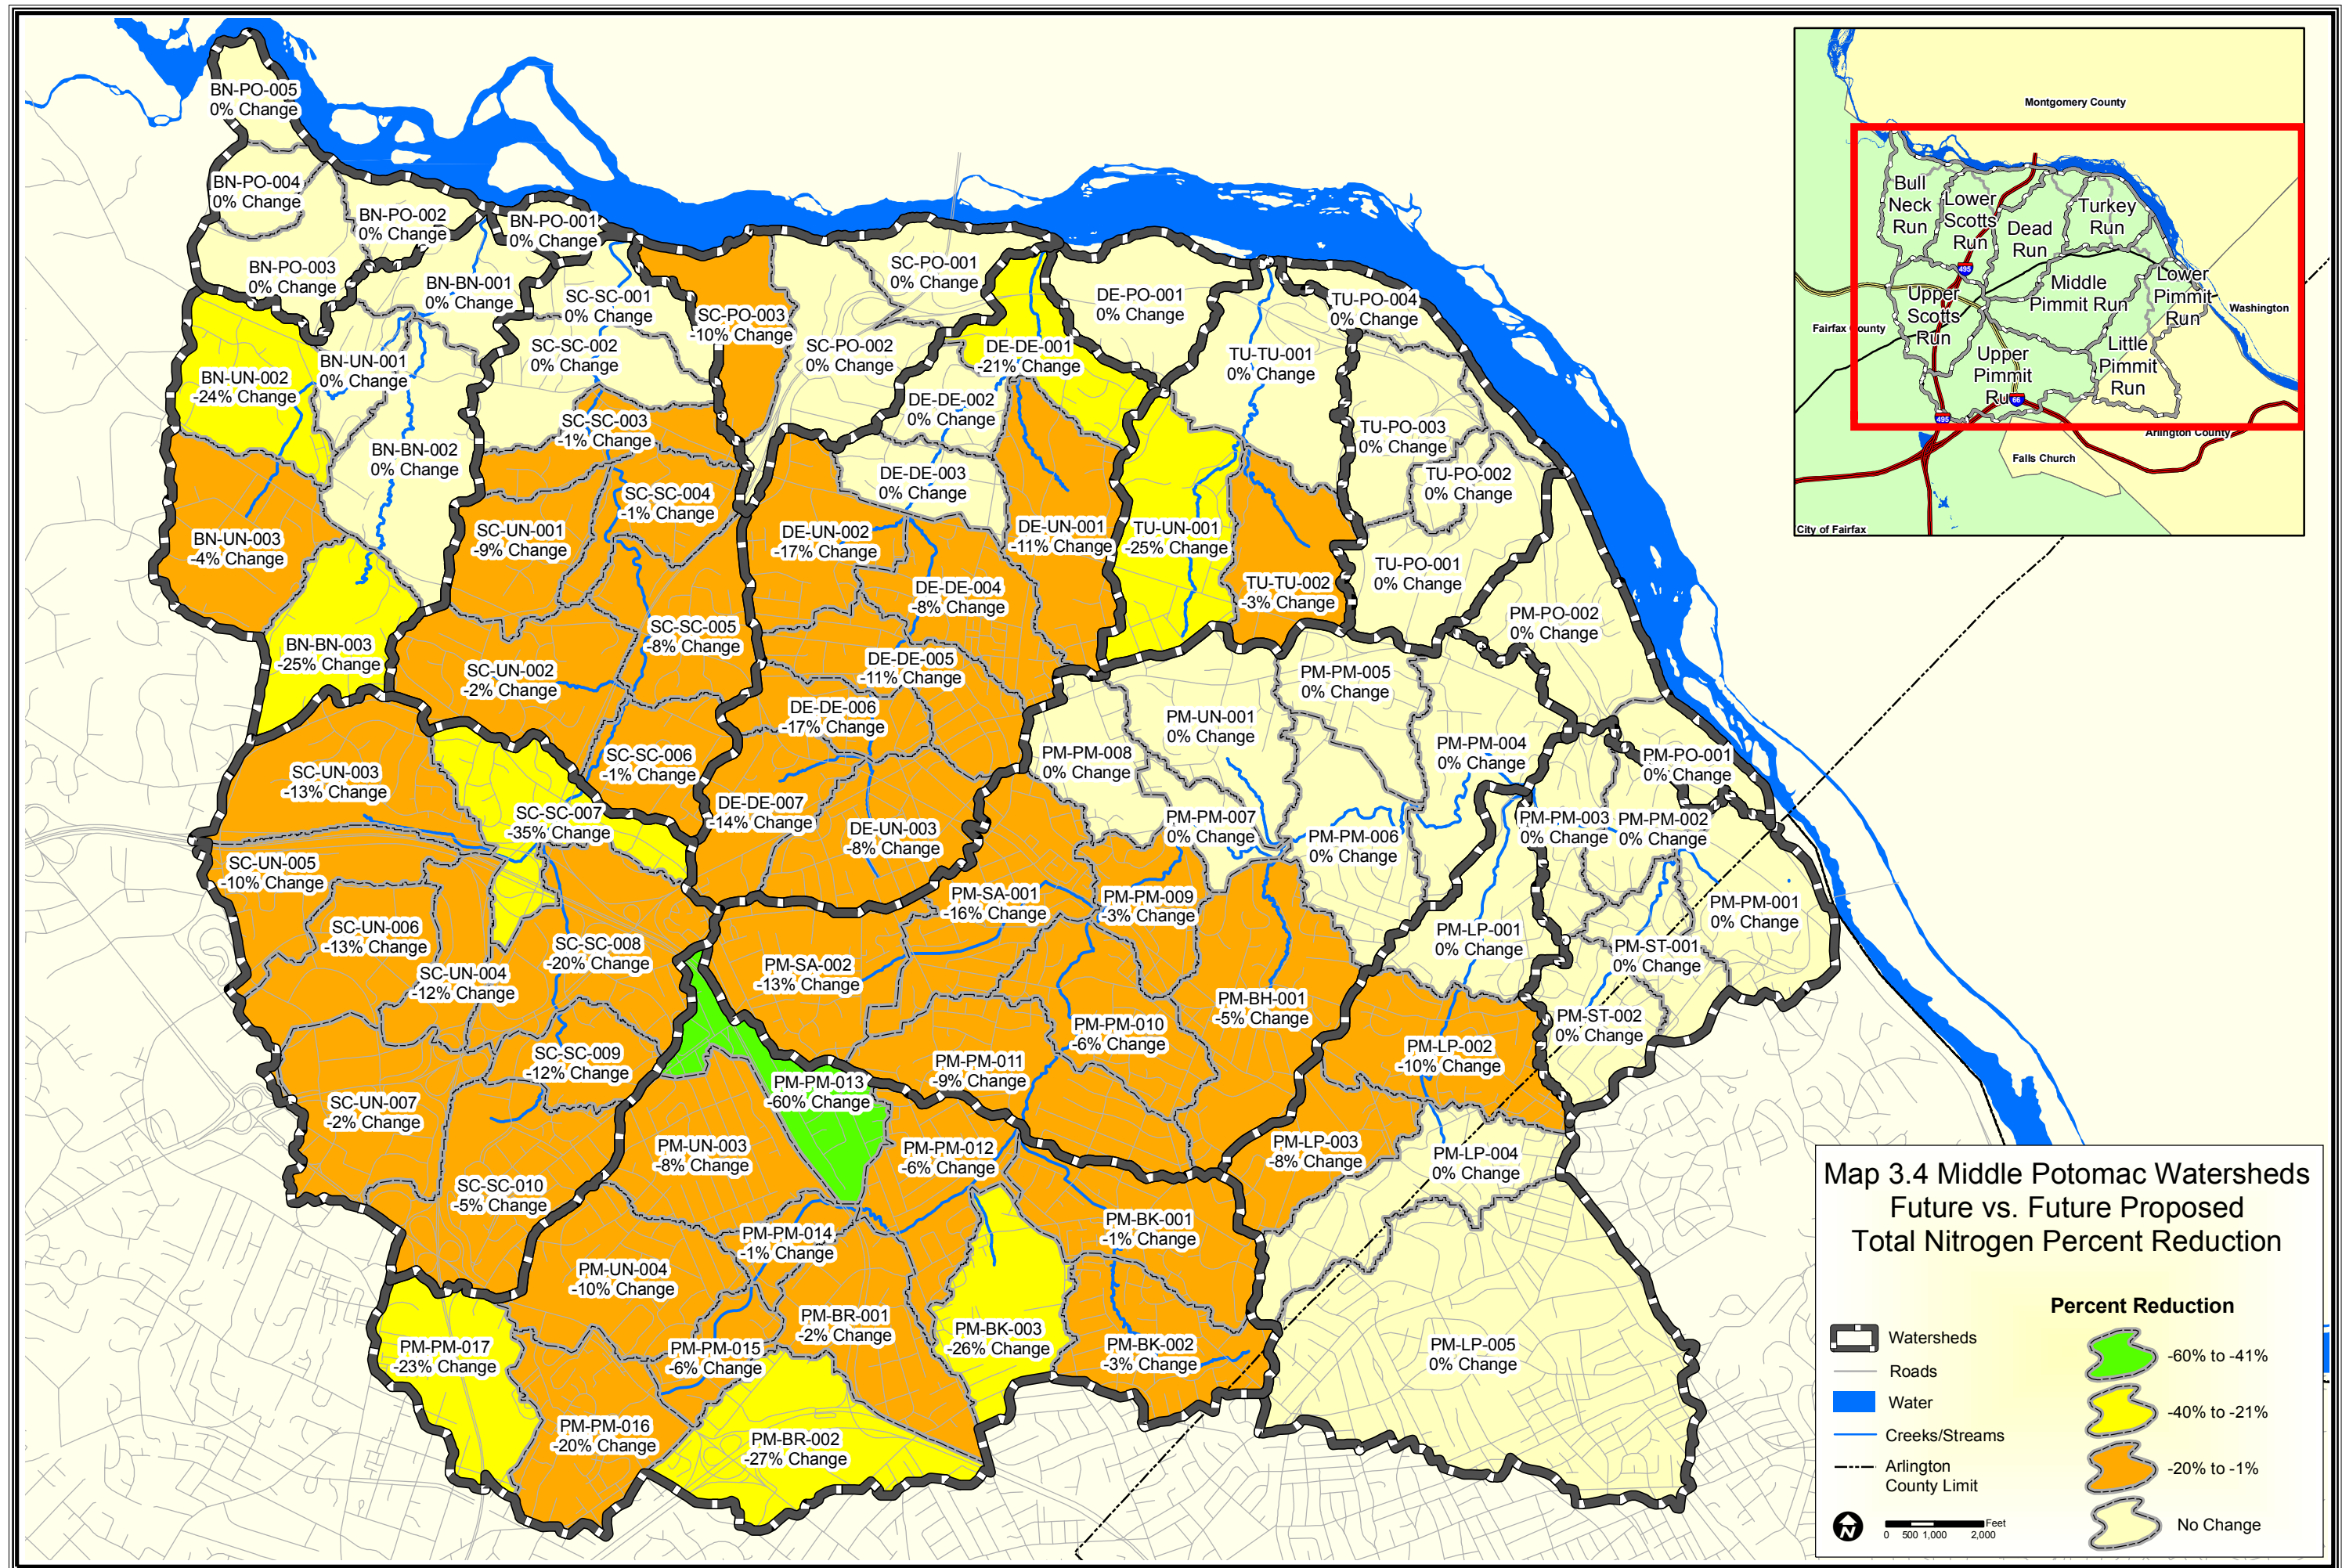 BN-PO-005
0% Change
BN-PO-004
0% Change
BN-PO-002
0% Change
BN-PO-001
0% Change
BN-PO-003
0% Change
BN-BN-001
0% Change
SC-SC-001
0% Change
SC-PO-001
0% Change
DE-PO-001
0% Change
TU-PO-004
0% Change
SC-PO-003
-10% Change
SC-SC-002
0% Change
SC-PO-002
0% Change
DE-DE-001
-21% Change
TU-TU-001
0% Change
BN-UN-001
0% Change
BN-UN-002
-24% Change
DE-DE-002
0% Change
SC-SC-003
-1% Change
TU-PO-003
0% Change
BN-BN-002
0% Change
DE-DE-003
0% Change
TU-PO-002
0% Change
SC-SC-004
-1% Change
BN-UN-003
-4% Change
SC-UN-001
-9% Change
DE-UN-002
-17% Change
DE-UN-001
-11% Change
TU-UN-001
-25% Change
TU-PO-001
0% Change
DE-DE-004
-8% Change
TU-TU-002
-3% Change
PM-PO-002
0% Change
BN-BN-003
-25% Change
SC-SC-005
-8% Change
SC-UN-002
-2% Change
DE-DE-005
-11% Change
PM-PM-005
0% Change
DE-DE-006
-17% Change
PM-UN-001
0% Change
SC-SC-006
-1% Change
PM-PM-008
0% Change
PM-PM-004
0% Change
PM-PO-001
0% Change
SC-UN-003
-13% Change
SC-SC-007
-35% Change
DE-DE-007
-14% Change
DE-UN-003
-8% Change
PM-PM-007
0% Change
PM-PM-006
0% Change
PM-PM-003
0% Change
PM-PM-002
0% Change
SC-UN-005
-10% Change
PM-SA-001
-16% Change
PM-PM-009
-3% Change
PM-PM-001
0% Change
SC-UN-006
-13% Change
SC-SC-008
-20% Change
PM-LP-001
0% Change
PM-ST-001
0% Change
SC-UN-004
-12% Change
PM-SA-002
-13% Change
PM-BH-001
-5% Change
PM-ST-002
0% Change
PM-PM-010
-6% Change
SC-SC-009
-12% Change
PM-PM-011
-9% Change
PM-LP-002
-10% Change
PM-PM-013
-60% Change
SC-UN-007
-2% Change
PM-UN-003
-8% Change
PM-PM-012
-6% Change
PM-LP-003
-8% Change
PM-LP-004
0% Change
SC-SC-010
-5% Change
PM-PM-014
-1% Change
PM-BK-001
-1% Change
PM-UN-004
-10% Change
PM-BR-001
-2% Change
PM-BK-003
-26% Change
PM-PM-017
-23% Change
PM-PM-015
-6% Change
PM-BK-002
-3% Change
PM-LP-005
0% Change
PM-PM-016
-20% Change
PM-BR-002
-27% Change
Montgomery County
Bull
Neck
Run
Lower
Scotts
Run
Dead
Run
Turkey
Run
495
Upper
Scotts
Run
Middle
Pimmit Run
Lower
Pimmit
Run
Washington
Fairfax County
Upper
Pimmit
Run
Little
Pimmit
Run
66
495
Arlington County
Falls Church
City of Fairfax
Map 3.4 Middle Potomac Watersheds
Future vs. Future Proposed
Total Nitrogen Percent Reduction
Percent Reduction
Watersheds
Roads
Water
Creeks/Streams
Arlington
County Limit
-60% to -41%
-40% to -21%
-20% to -1%
No Change
N
Feet
0 500 1,000 2,000